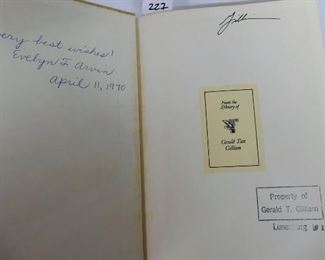 227
very best wishes!
Evelyn F. Arvin
April 11, 1970
From the
Library of
Gerald Tate
Gilliam
Property of
Gerald T. Gilliam
Lunenburg